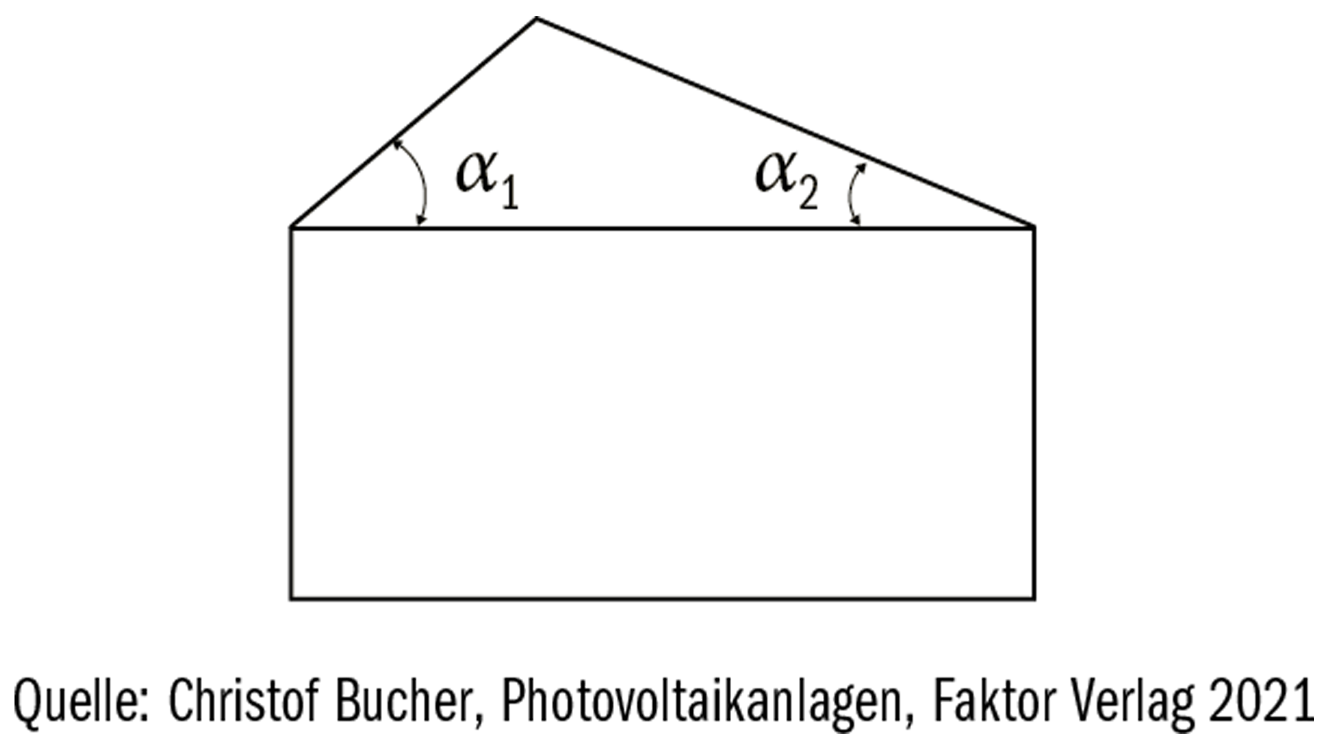 α₁ α₂
Quelle: Christof Bucher, Photovoltaikanlagen, Faktor Verlag 2021